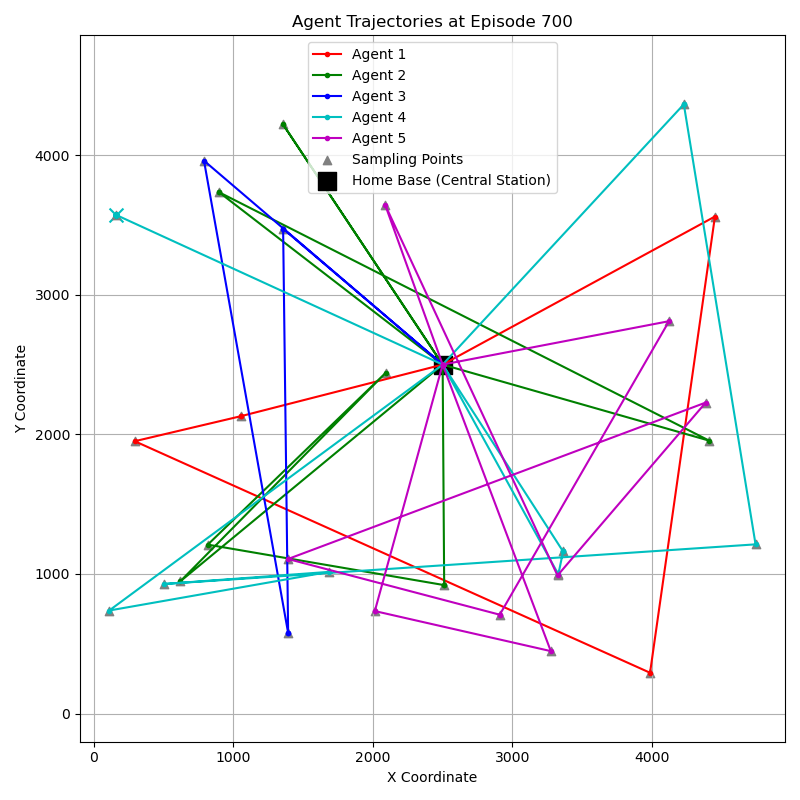 Agent Trajectories at Episode 700
Agent 1
Agent 2
Agent 3
Agent 4
Agent 5
Sampling Points
Home Base (Central Station)
Y Coordinate
4000
3000
2000
1000
0
0 1000 2000 3000 4000
X Coordinate